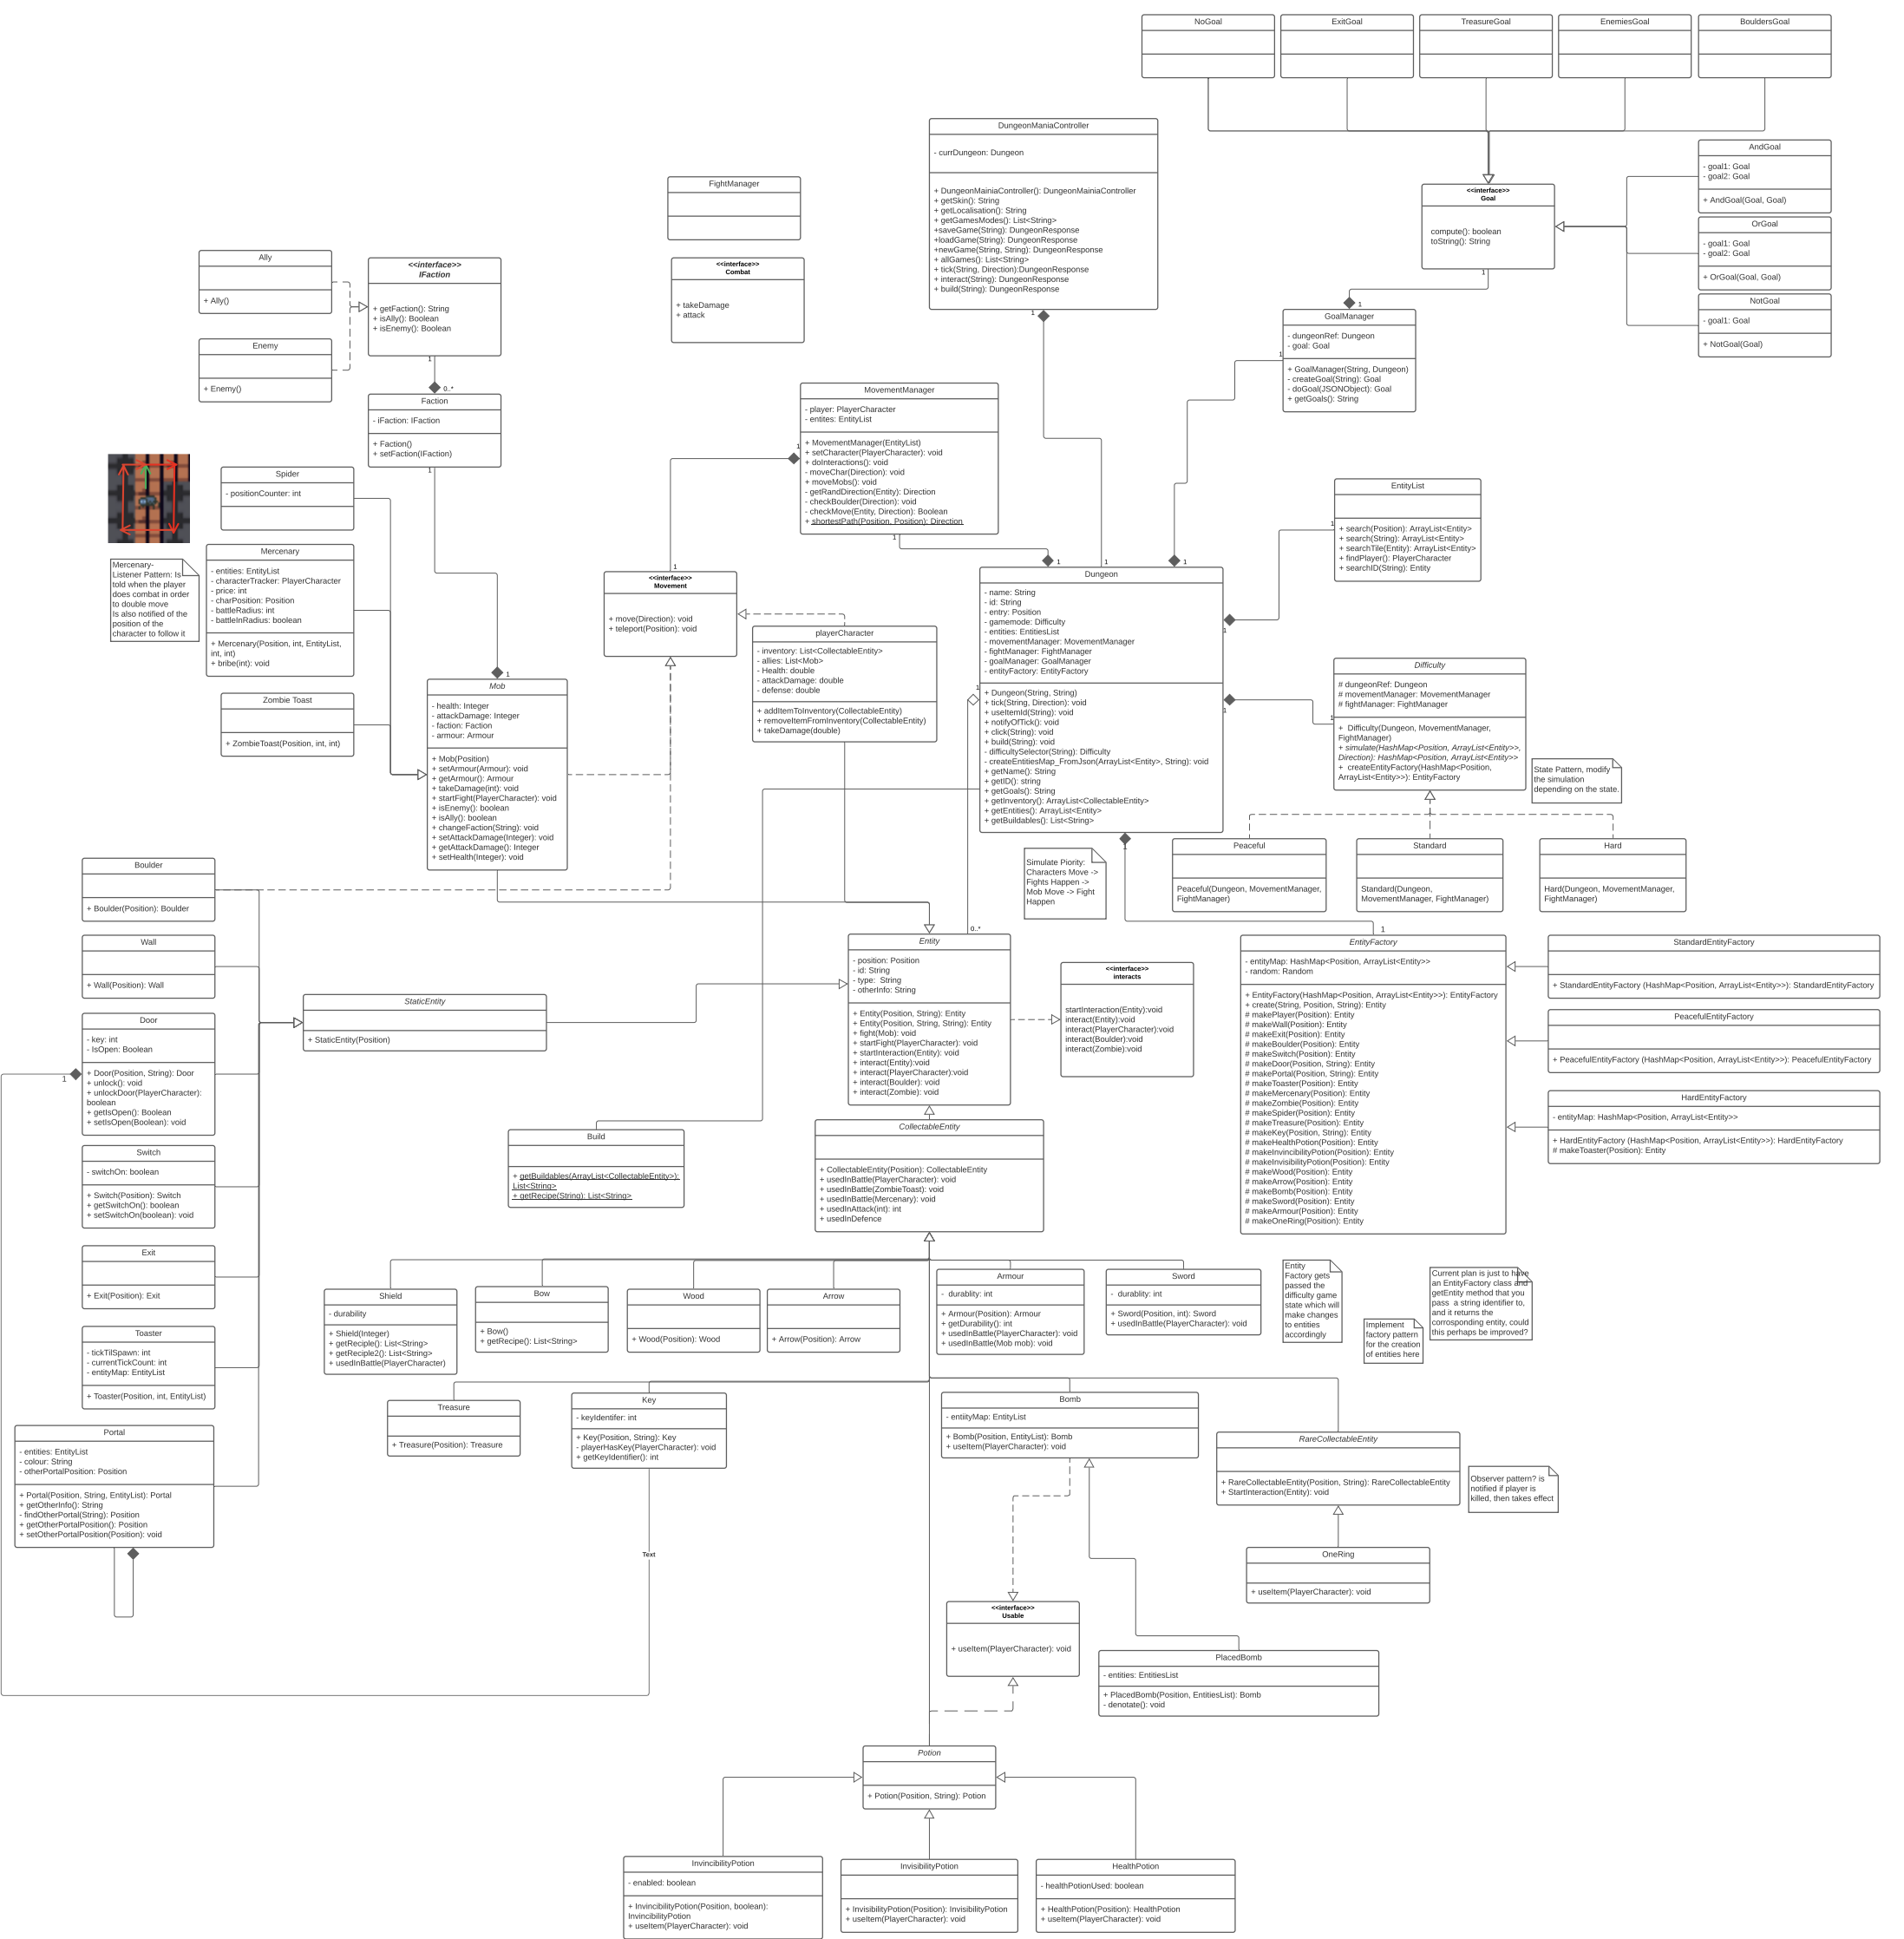 NoGoal
ExitGoal
TreasureGoal
EnemiesGoal
BouldersGoal
DungeonManiaController
- currDungeon: Dungeon
+ DungeonMainiaController(): DungeonMainiaController
+ getSkin(): String
+ getLocalisation(): String
+ getGamesModes(): List<String>
+saveGame(String): DungeonResponse
+loadGame(String): DungeonResponse
+newGame(String, String): DungeonResponse
+ allGames(): List<String>
+ tick(String, Direction):DungeonResponse
+ interact(String): DungeonResponse
+ build(String): DungeonResponse
1
AndGoal
- goal1: Goal
- goal2: Goal
+ AndGoal(Goal, Goal)
<<interface>>
Goal
compute(): boolean
toString(): String
1
OrGoal
- goal1: Goal
- goal2: Goal
+ OrGoal(Goal, Goal)
NotGoal
- goal1: Goal
+ NotGoal(Goal)
FightManager
<<interface>>
Combat
+ takeDamage
+ attack
Ally
+ Ally()
<<interface>>
IFaction
+ getFaction(): String
+ isAlly(): Boolean
+ isEnemy(): Boolean
1
0..*
Enemy
+ Enemy()
1
GoalManager
- dungeonRef: Dungeon
- goal: Goal
+ GoalManager(String, Dungeon)
- createGoal(String): Goal
- doGoal(JSONObject): Goal
+ getGoals(): String
1
Faction
- iFaction: IFaction
+ Faction()
+ setFaction(IFaction)
1
MovementManager
- player: PlayerCharacter
- entites: EntityList
+ MovementManager(EntityList)
+ setCharacter(PlayerCharacter): void
+ doInteractions(): void
- moveChar(Direction): void
+ moveMobs(): void
- getRandDirection(Entity): Direction
- checkBoulder(Direction): void
- checkMove(Entity, Direction): Boolean
+ shortestPath(Position, Position): Direction
1
1
Spider
- positionCounter: int
EntityList
+ search(Position): ArrayList<Entity>
+ search(String): ArrayList<Entity>
+ searchTile(Entity): ArrayList<Entity>
+ findPlayer(): PlayerCharacter
+ searchID(String): Entity
1
Mercenary-
Listener Pattern: Is
told when the player
does combat in order
to double move
Is also notified of the
position of the
character to follow it
Mercenary
- entities: EntityList
- characterTracker: PlayerCharacter
- price: int
- charPosition: Position
- battleRadius: int
- battleInRadius: boolean
+ Mercenary(Position, int, EntityList,
int, int)
+ bribe(int): void
1
<<interface>>
Movement
+ move(Direction): void
+ teleport(Position): void
playerCharacter
- inventory: List<CollectableEntity>
- allies: List<Mob>
- Health: double
- attackDamage: double
- defense: double
+ addItemToInventory(CollectableEntity)
+ removeItemFromInventory(CollectableEntity)
+ takeDamage(double)
1
1
1
Dungeon
- name: String
- id: String
- entry: Position
- gamemode: Difficulty
- entities: EntitiesList
- movementManager: MovementManager
- fightManager: FightManager
- goalManager: GoalManager
- entityFactory: EntityFactory
+ Dungeon(String, String)
+ tick(String, Direction): void
+ useItemId(String): void
+ notifyOfTick(): void
+ click(String): void
+ build(String): void
- difficultySelector(String): Difficulty
- createEntitiesMap_FromJson(ArrayList<Entity>, String): void
+ getName(): String
+ getID(): string
+ getGoals(): String
+ getInventory(): ArrayList<CollectableEntity>
+ getEntities(): ArrayList<Entity>
+ getBuildables(): List<String>
1
1
1
1
Difficulty
# dungeonRef: Dungeon
# movementManager: MovementManager
# fightManager: FightManager
+  Difficulty(Dungeon, MovementManager,
FightManager)
+ simulate(HashMap<Position, ArrayList<Entity>>,
Direction): HashMap<Position, ArrayList<Entity>>
+  createEntityFactory(HashMap<Position,
ArrayList<Entity>>): EntityFactory
1
State Pattern, modify
the simulation
depending on the state.
Zombie Toast
+ ZombieToast(Position, int, int)
1
Mob
- health: Integer
- attackDamage: Integer
- faction: Faction
- armour: Armour
+ Mob(Position)
+ setArmour(Armour): void
+ getArmour(): Armour
+ takeDamage(int): void
+ startFight(PlayerCharacter): void
+ isEnemy(): boolean
+ isAlly(): boolean
+ changeFaction(String): void
+ setAttackDamage(Integer): void
+ getAttackDamage(): Integer
+ setHealth(Integer): void
Simulate Piority:
Characters Move ->
Fights Happen ->
Mob Move -> Fight
Happen
Peaceful
Peaceful(Dungeon, MovementManager,
FightManager)
Standard
Standard(Dungeon,
MovementManager, FightManager)
Hard
Hard(Dungeon, MovementManager,
FightManager)
Boulder
+ Boulder(Position): Boulder
Wall
+ Wall(Position): Wall
0..*
Entity
- position: Position
- id: String
- type:  String
- otherInfo: String
+ Entity(Position, String): Entity
+ Entity(Position, String, String): Entity
+ fight(Mob): void
+ startFight(PlayerCharacter): void
+ startInteraction(Entity): void
+ interact(Entity):void
+ interact(PlayerCharacter):void
+ interact(Boulder): void
+ interact(Zombie): void
<<interface>>
interacts
startInteraction(Entity):void
interact(Entity):void
interact(PlayerCharacter):void
interact(Boulder):void
interact(Zombie):void
1
EntityFactory
- entityMap: HashMap<Position, ArrayList<Entity>>
- random: Random
+ EntityFactory(HashMap<Position, ArrayList<Entity>>): EntityFactory
+ create(String, Position, String): Entity
# makePlayer(Position): Entity
# makeWall(Position): Entity
# makeExit(Position): Entity
# makeBoulder(Position): Entity
# makeSwitch(Position): Entity
# makeDoor(Position, String): Entity
# makePortal(Position, String): Entity
# makeToaster(Position): Entity
# makeMercenary(Position): Entity
# makeZombie(Position): Entity
# makeSpider(Position): Entity
# makeTreasure(Position): Entity
# makeKey(Position, String): Entity
# makeHealthPotion(Position): Entity
# makeInvincibilityPotion(Position): Entity
# makeInvisibilityPotion(Position): Entity
# makeWood(Position): Entity
# makeArrow(Position): Entity
# makeBomb(Position): Entity
# makeSword(Position): Entity
# makeArmour(Position): Entity
# makeOneRing(Position): Entity
StandardEntityFactory
+ StandardEntityFactory (HashMap<Position, ArrayList<Entity>>): StandardEntityFactory
PeacefulEntityFactory
+ PeacefulEntityFactory (HashMap<Position, ArrayList<Entity>>): PeacefulEntityFactory
HardEntityFactory
- entityMap: HashMap<Position, ArrayList<Entity>>
+ HardEntityFactory (HashMap<Position, ArrayList<Entity>>): HardEntityFactory
# makeToaster(Position): Entity
StaticEntity
+ StaticEntity(Position)
1
Door
- key: int
- IsOpen: Boolean
+ Door(Position, String): Door
+ unlock(): void
+ unlockDoor(PlayerCharacter):
boolean
+ getIsOpen(): Boolean
+ setIsOpen(Boolean): void
Switch
- switchOn: boolean
+ Switch(Position): Switch
+ getSwitchOn(): boolean
+ setSwitchOn(boolean): void
Build
+ getBuildables(ArrayList<CollectableEntity>):
List<String>
+ getRecipe(String): List<String>
CollectableEntity
+ CollectableEntity(Position): CollectableEntity
+ usedInBattle(PlayerCharacter): void
+ usedInBattle(ZombieToast): void
+ usedInBattle(Mercenary): void
+ usedInAttack(int): int
+ usedInDefence
Exit
+ Exit(Position): Exit
Shield
- durability
+ Shield(Integer)
+ getReciple(): List<String>
+ getReciple2(): List<String>
+ usedInBattle(PlayerCharacter)
Bow
+ Bow()
+ getRecipe(): List<String>
Wood
+ Wood(Position): Wood
Arrow
+ Arrow(Position): Arrow
Armour
-  durablity: int
+ Armour(Position): Armour
+ getDurability(): int
+ usedInBattle(PlayerCharacter): void
+ usedInBattle(Mob mob): void
Sword
-  durablity: int
+ Sword(Position, int): Sword
+ usedInBattle(PlayerCharacter): void
Entity
Factory gets
passed the
difficulty game
state which will
make changes
to entities
accordingly
Implement
factory pattern
for the creation
of entities here
Current plan is just to have
an EntityFactory class and
getEntity method that you
pass  a string identifier to,
and it returns the
corrosponding entity, could
this perhaps be improved?
Toaster
- tickTilSpawn: int
- currentTickCount: int
- entityMap: EntityList
+ Toaster(Position, int, EntityList)
Treasure
+ Treasure(Position): Treasure
Key
- keyIdentifer: int
+ Key(Position, String): Key
- playerHasKey(PlayerCharacter): void
+ getKeyIdentifier(): int
Bomb
- entiityMap: EntityList
+ Bomb(Position, EntityList): Bomb
+ useItem(PlayerCharacter): void
RareCollectableEntity
+ RareCollectableEntity(Position, String): RareCollectableEntity
+ StartInteraction(Entity): void
Observer pattern? is
notified if player is
killed, then takes effect
Portal
- entities: EntityList
- colour: String
- otherPortalPosition: Position
+ Portal(Position, String, EntityList): Portal
+ getOtherInfo(): String
- findOtherPortal(String): Position
+ getOtherPortalPosition(): Position
+ setOtherPortalPosition(Position): void
Text
OneRing
+ useItem(PlayerCharacter): void
<<interface>>
Usable
+ useItem(PlayerCharacter): void
PlacedBomb
- entities: EntitiesList
+ PlacedBomb(Position, EntitiesList): Bomb
- denotate(): void
Potion
+ Potion(Position, String): Potion
InvincibilityPotion
- enabled: boolean
+ InvincibilityPotion(Position, boolean):
InvincibilityPotion
+ useItem(PlayerCharacter): void
InvisibilityPotion
+ InvisibilityPotion(Position): InvisibilityPotion
+ useItem(PlayerCharacter): void
HealthPotion
- healthPotionUsed: boolean
+ HealthPotion(Position): HealthPotion
+ useItem(PlayerCharacter): void